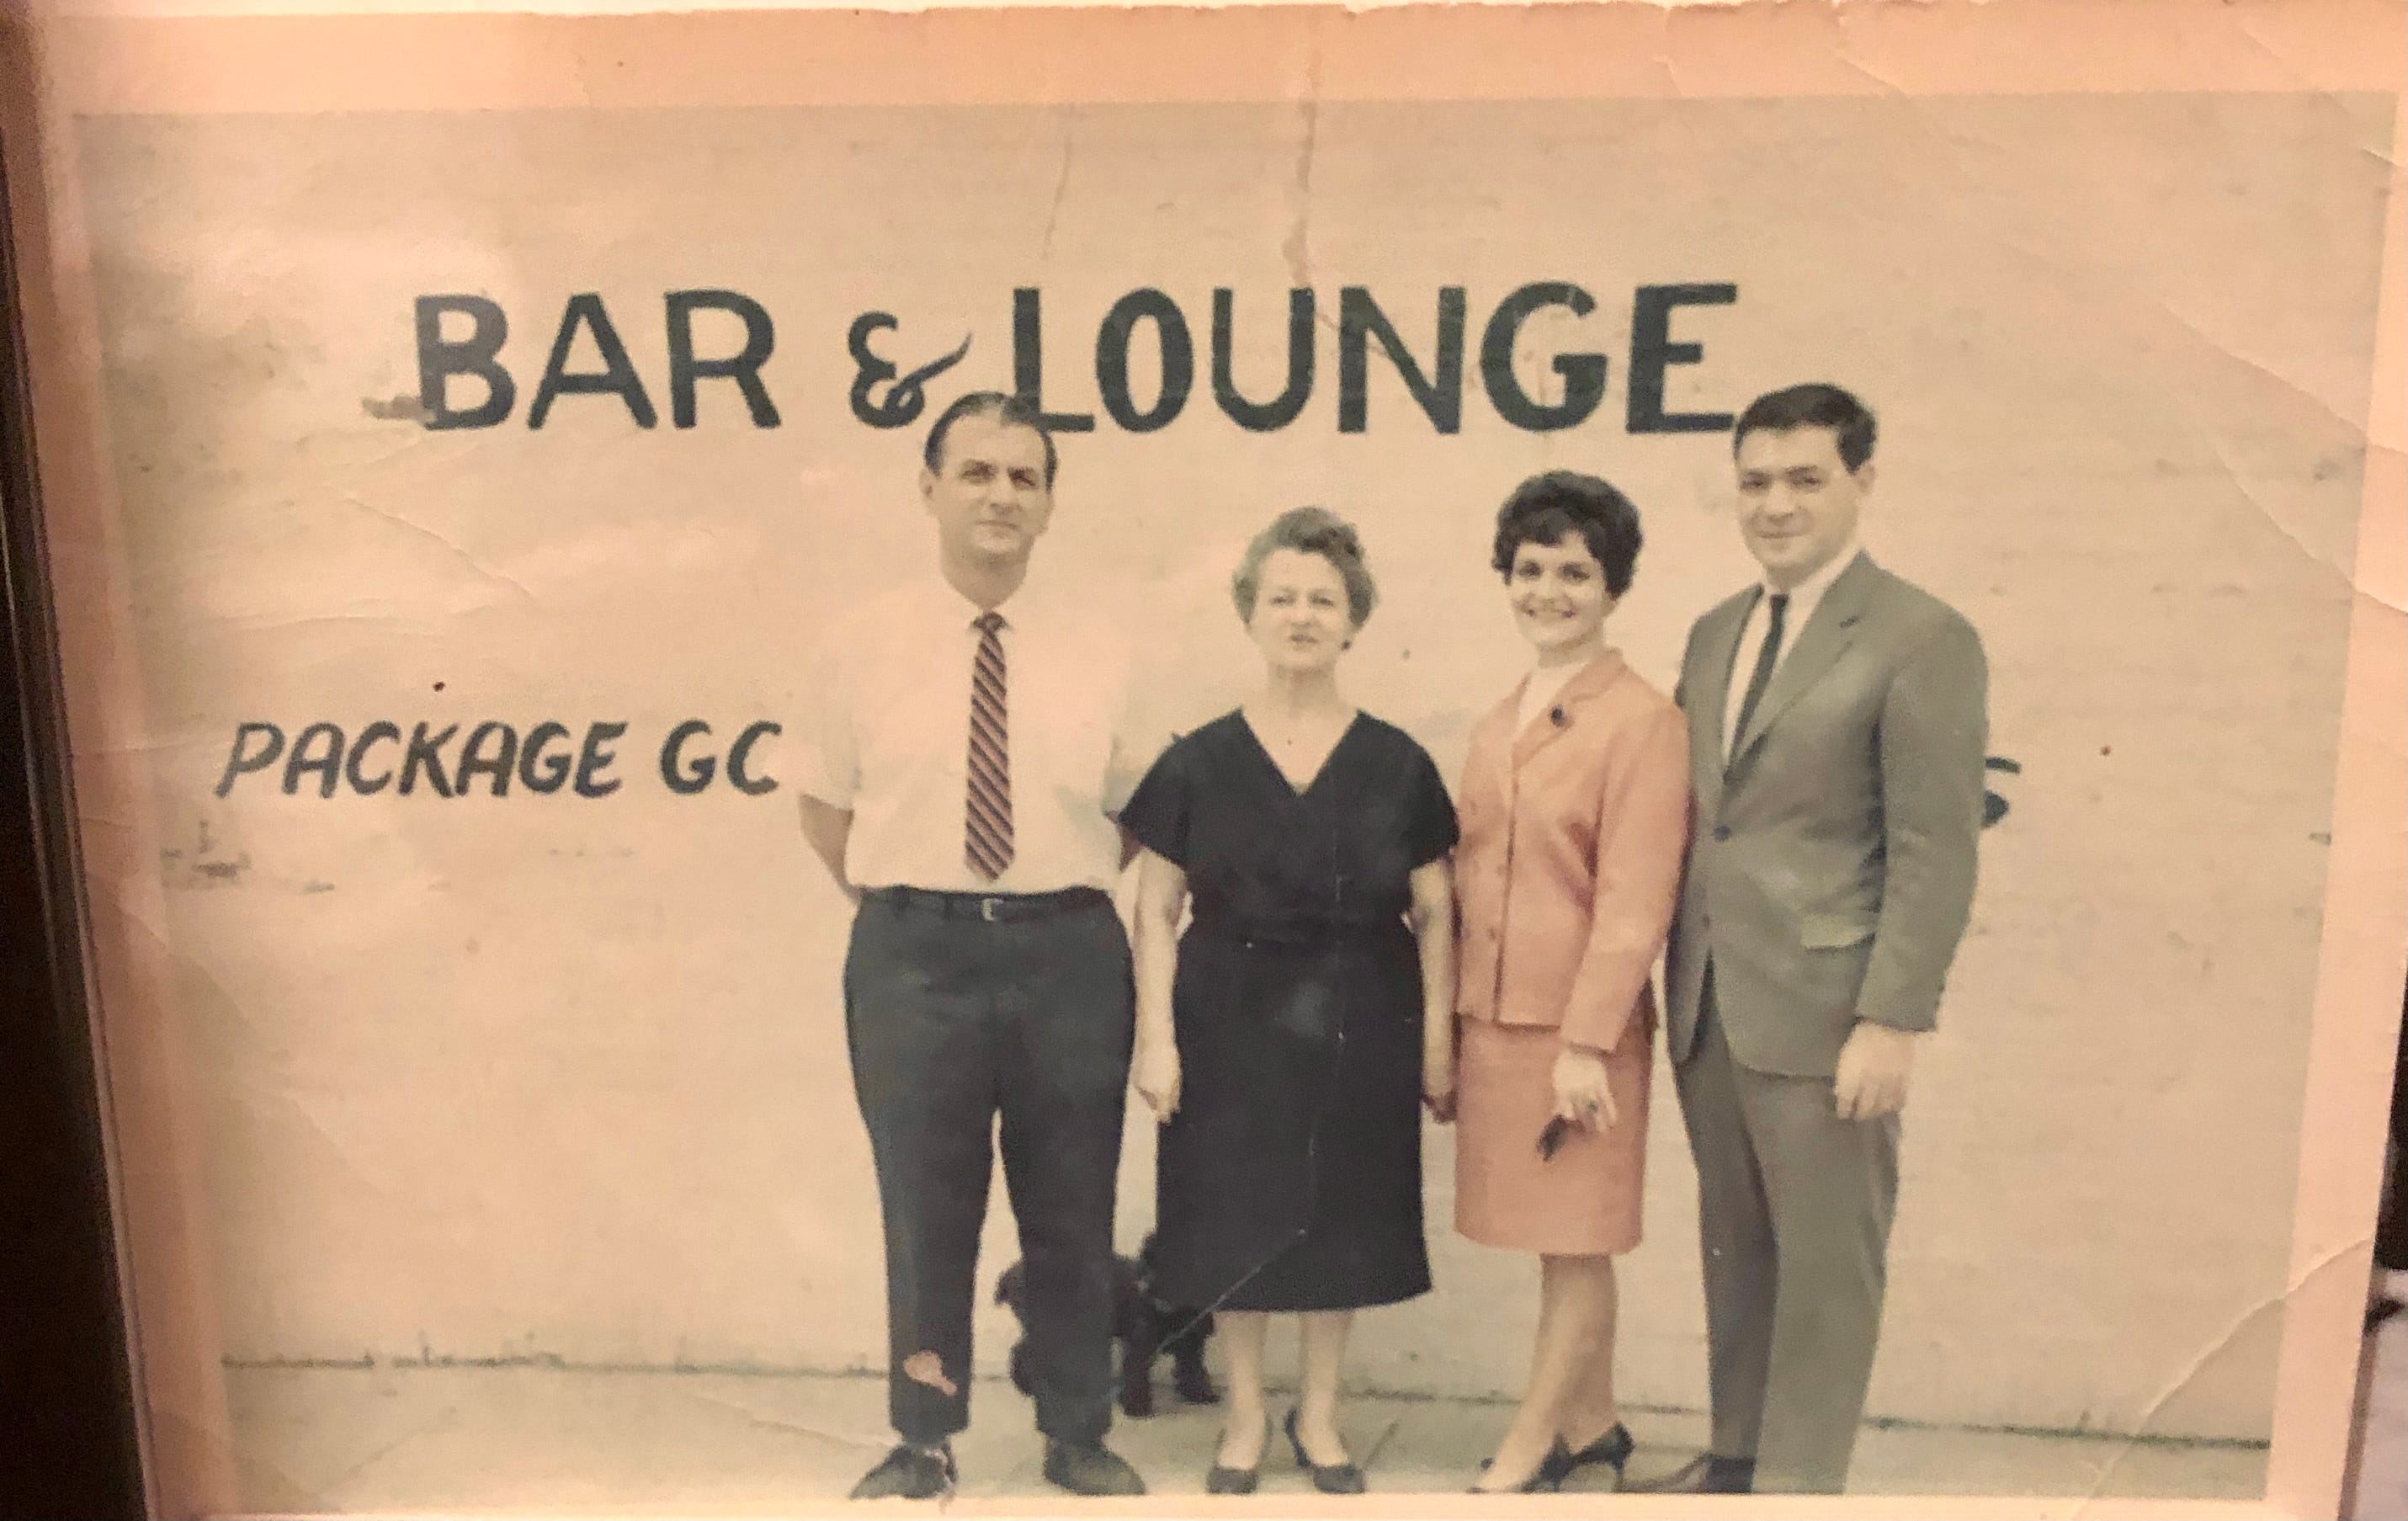 BAR & LOUNGE
PACKAGE GC S